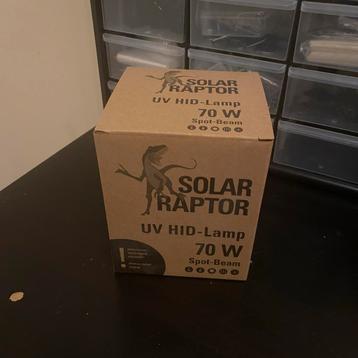 SOLAR
RAPTOR
UV HID-Lamp
70 W
Spot-Beam
SOLAR
RAPTOR
UV HID-Lamp
70 W
Spot-Beam
!